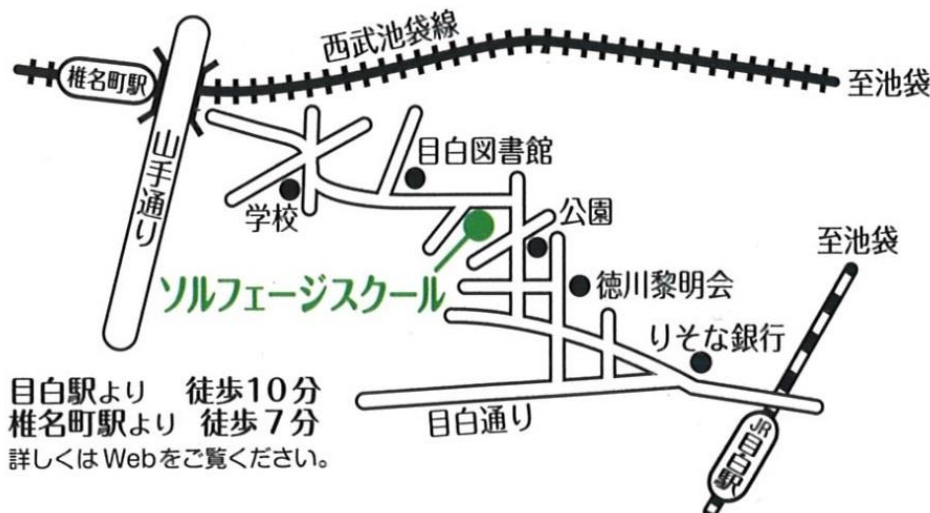 西武池袋線
椎名町駅
至池袋
山手通り
目白図書館
学校
公園
至池袋
ソルフェージスクール
徳川黎明会
りそな銀行
目白駅より 徒歩10分
椎名町駅より 徒歩7分
詳しくはWebをご覧ください。
目白通り
JR目白駅